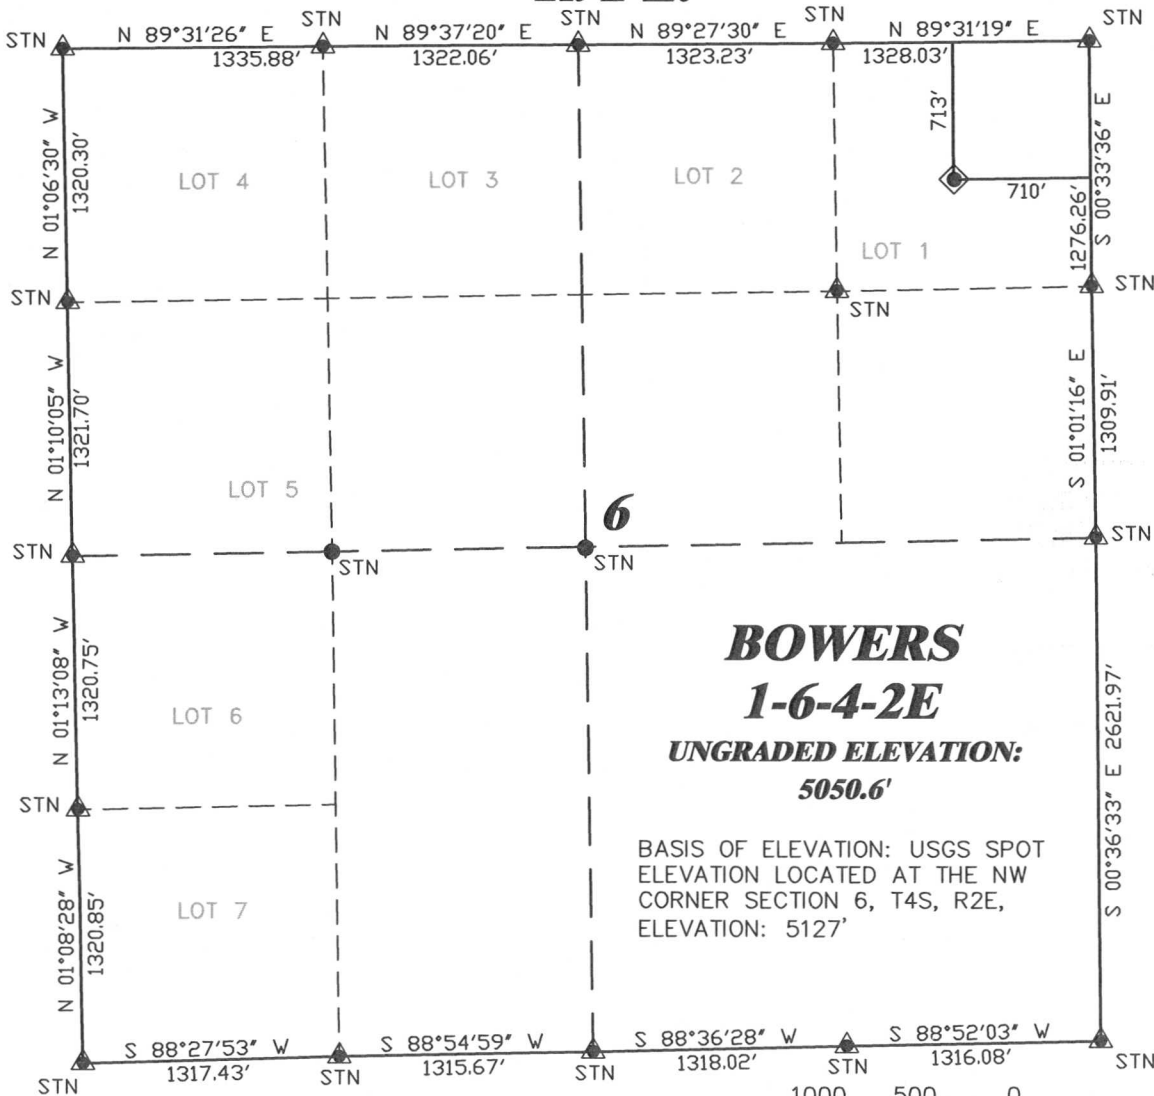 STN
STN
STN
STN
STN
N 89°31′26″ E
1335.88′
N 89°37′20″ E
1322.06′
N 89°27′30″ E
1323.23′
N 89°31′19″ E
1328.03′
713′
710′
N 01°06′30″ W
1320.30′
S 00°33′36″ E
1276.26′
LOT 4
LOT 3
LOT 2
LOT 1
STN
STN
STN
N 01°10′05″ W
1321.70′
S 01°01′16″ E
1309.91′
LOT 5
6
STN
STN
STN
STN
N 01°13′08″ W
1320.75′
LOT 6
BOWERS
1-6-4-2E
UNGRADED ELEVATION:
5050.6'
S 00°36′33″ E 2621.97′
STN
BASIS OF ELEVATION: USGS SPOT
ELEVATION LOCATED AT THE NW
CORNER SECTION 6, T4S, R2E,
ELEVATION: 5127'
N 01°08′28″ W
1320.85′
LOT 7
S 88°27′53″ W
1317.43′
S 88°54′59″ W
1315.67′
S 88°36′28″ W
1318.02′
S 88°52′03″ W
1316.08′
STN
STN
STN
STN
STN
1000 500 0